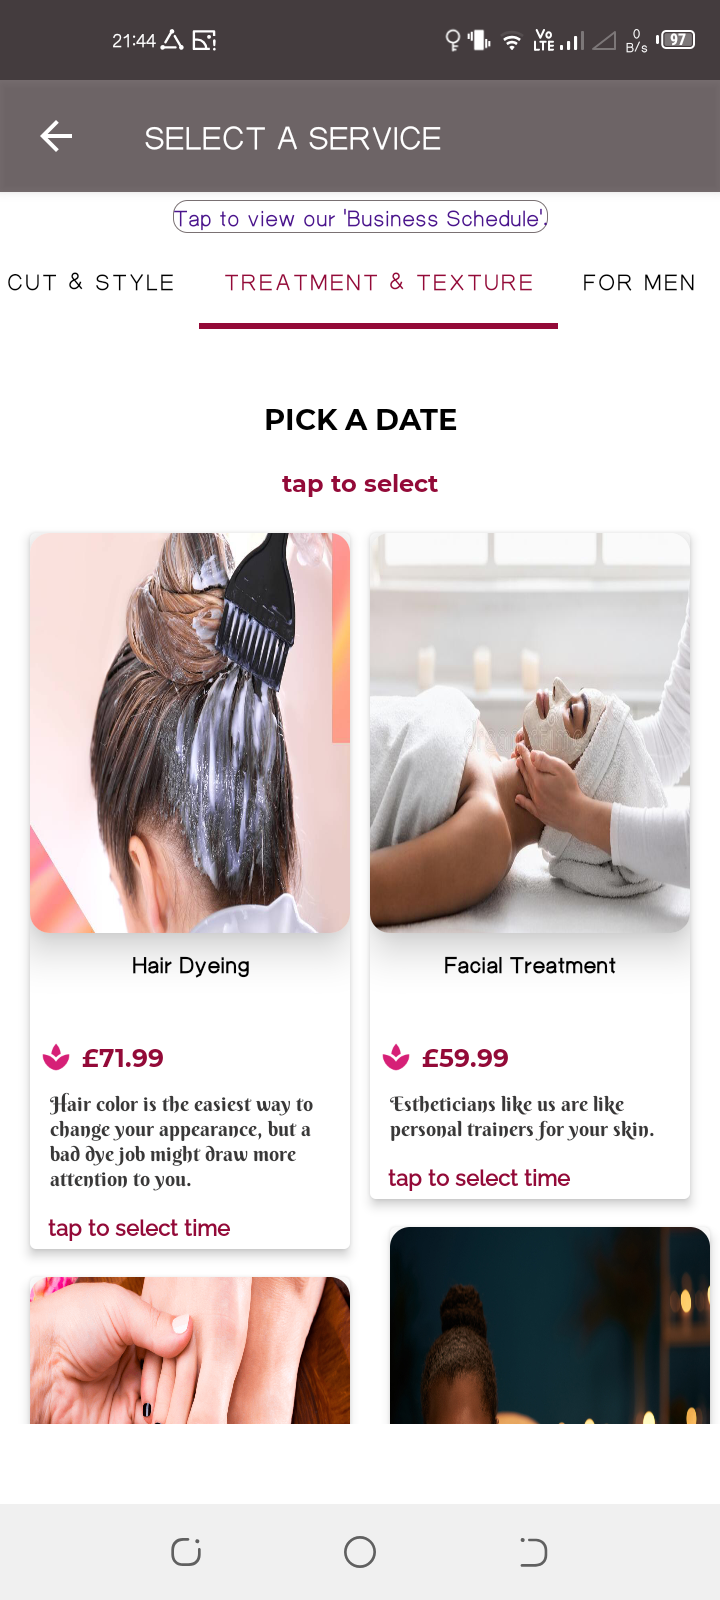 21:44
Vo
LTE
0
B/s
97
SELECT A SERVICE
Tap to view our 'Business Schedule'.
CUT & STYLE
TREATMENT & TEXTURE
FOR MEN
PICK A DATE
tap to select
Hair Dyeing
£71.99
Hair color is the easiest way to
change your appearance, but a
bad dye job might draw more
attention to you.
tap to select time
Facial Treatment
£59.99
Estheticians like us are like
personal trainers for your skin.
tap to select time